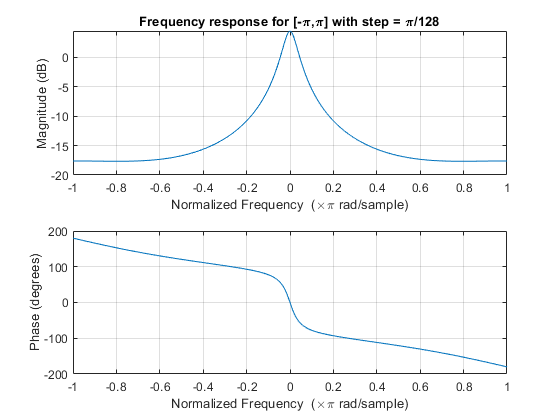 Frequency response for [-π,π] with step = π/128
Magnitude (dB)
0
-5
-10
-15
-20
-1 -0.8 -0.6 -0.4 -0.2 0 0.2 0.4 0.6 0.8 1
Normalized Frequency (×π rad/sample)
Phase (degrees)
200
100
0
-100
-200
-1 -0.8 -0.6 -0.4 -0.2 0 0.2 0.4 0.6 0.8 1
Normalized Frequency (×π rad/sample)